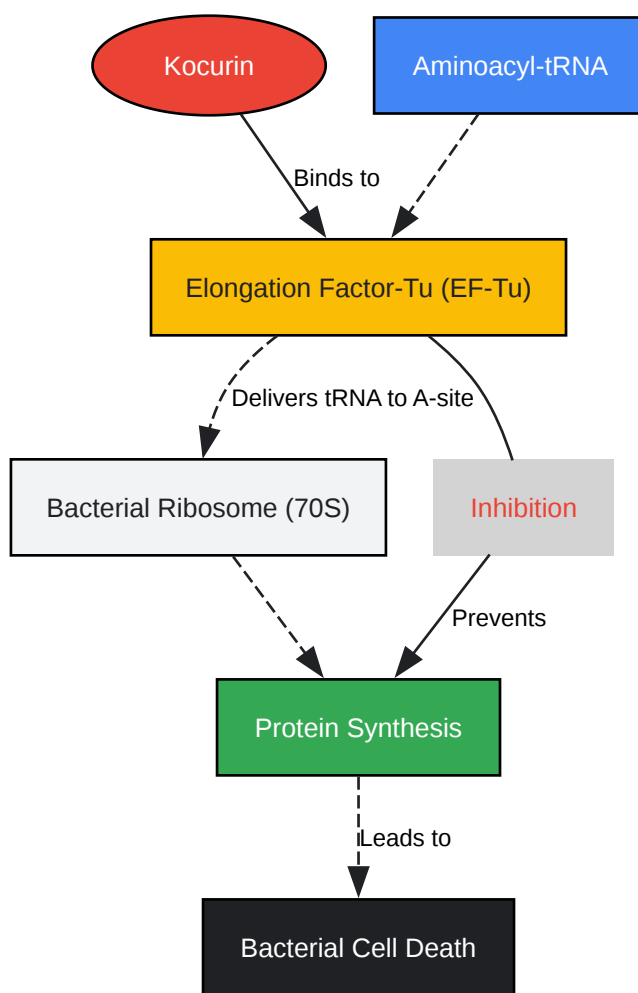 Kocurin
Aminoacyl-tRNA
Binds to
Elongation Factor-Tu (EF-Tu)
Delivers tRNA to A-site
Bacterial Ribosome (70S)
Inhibition
Prevents
Protein Synthesis
Leads to
Bacterial Cell Death